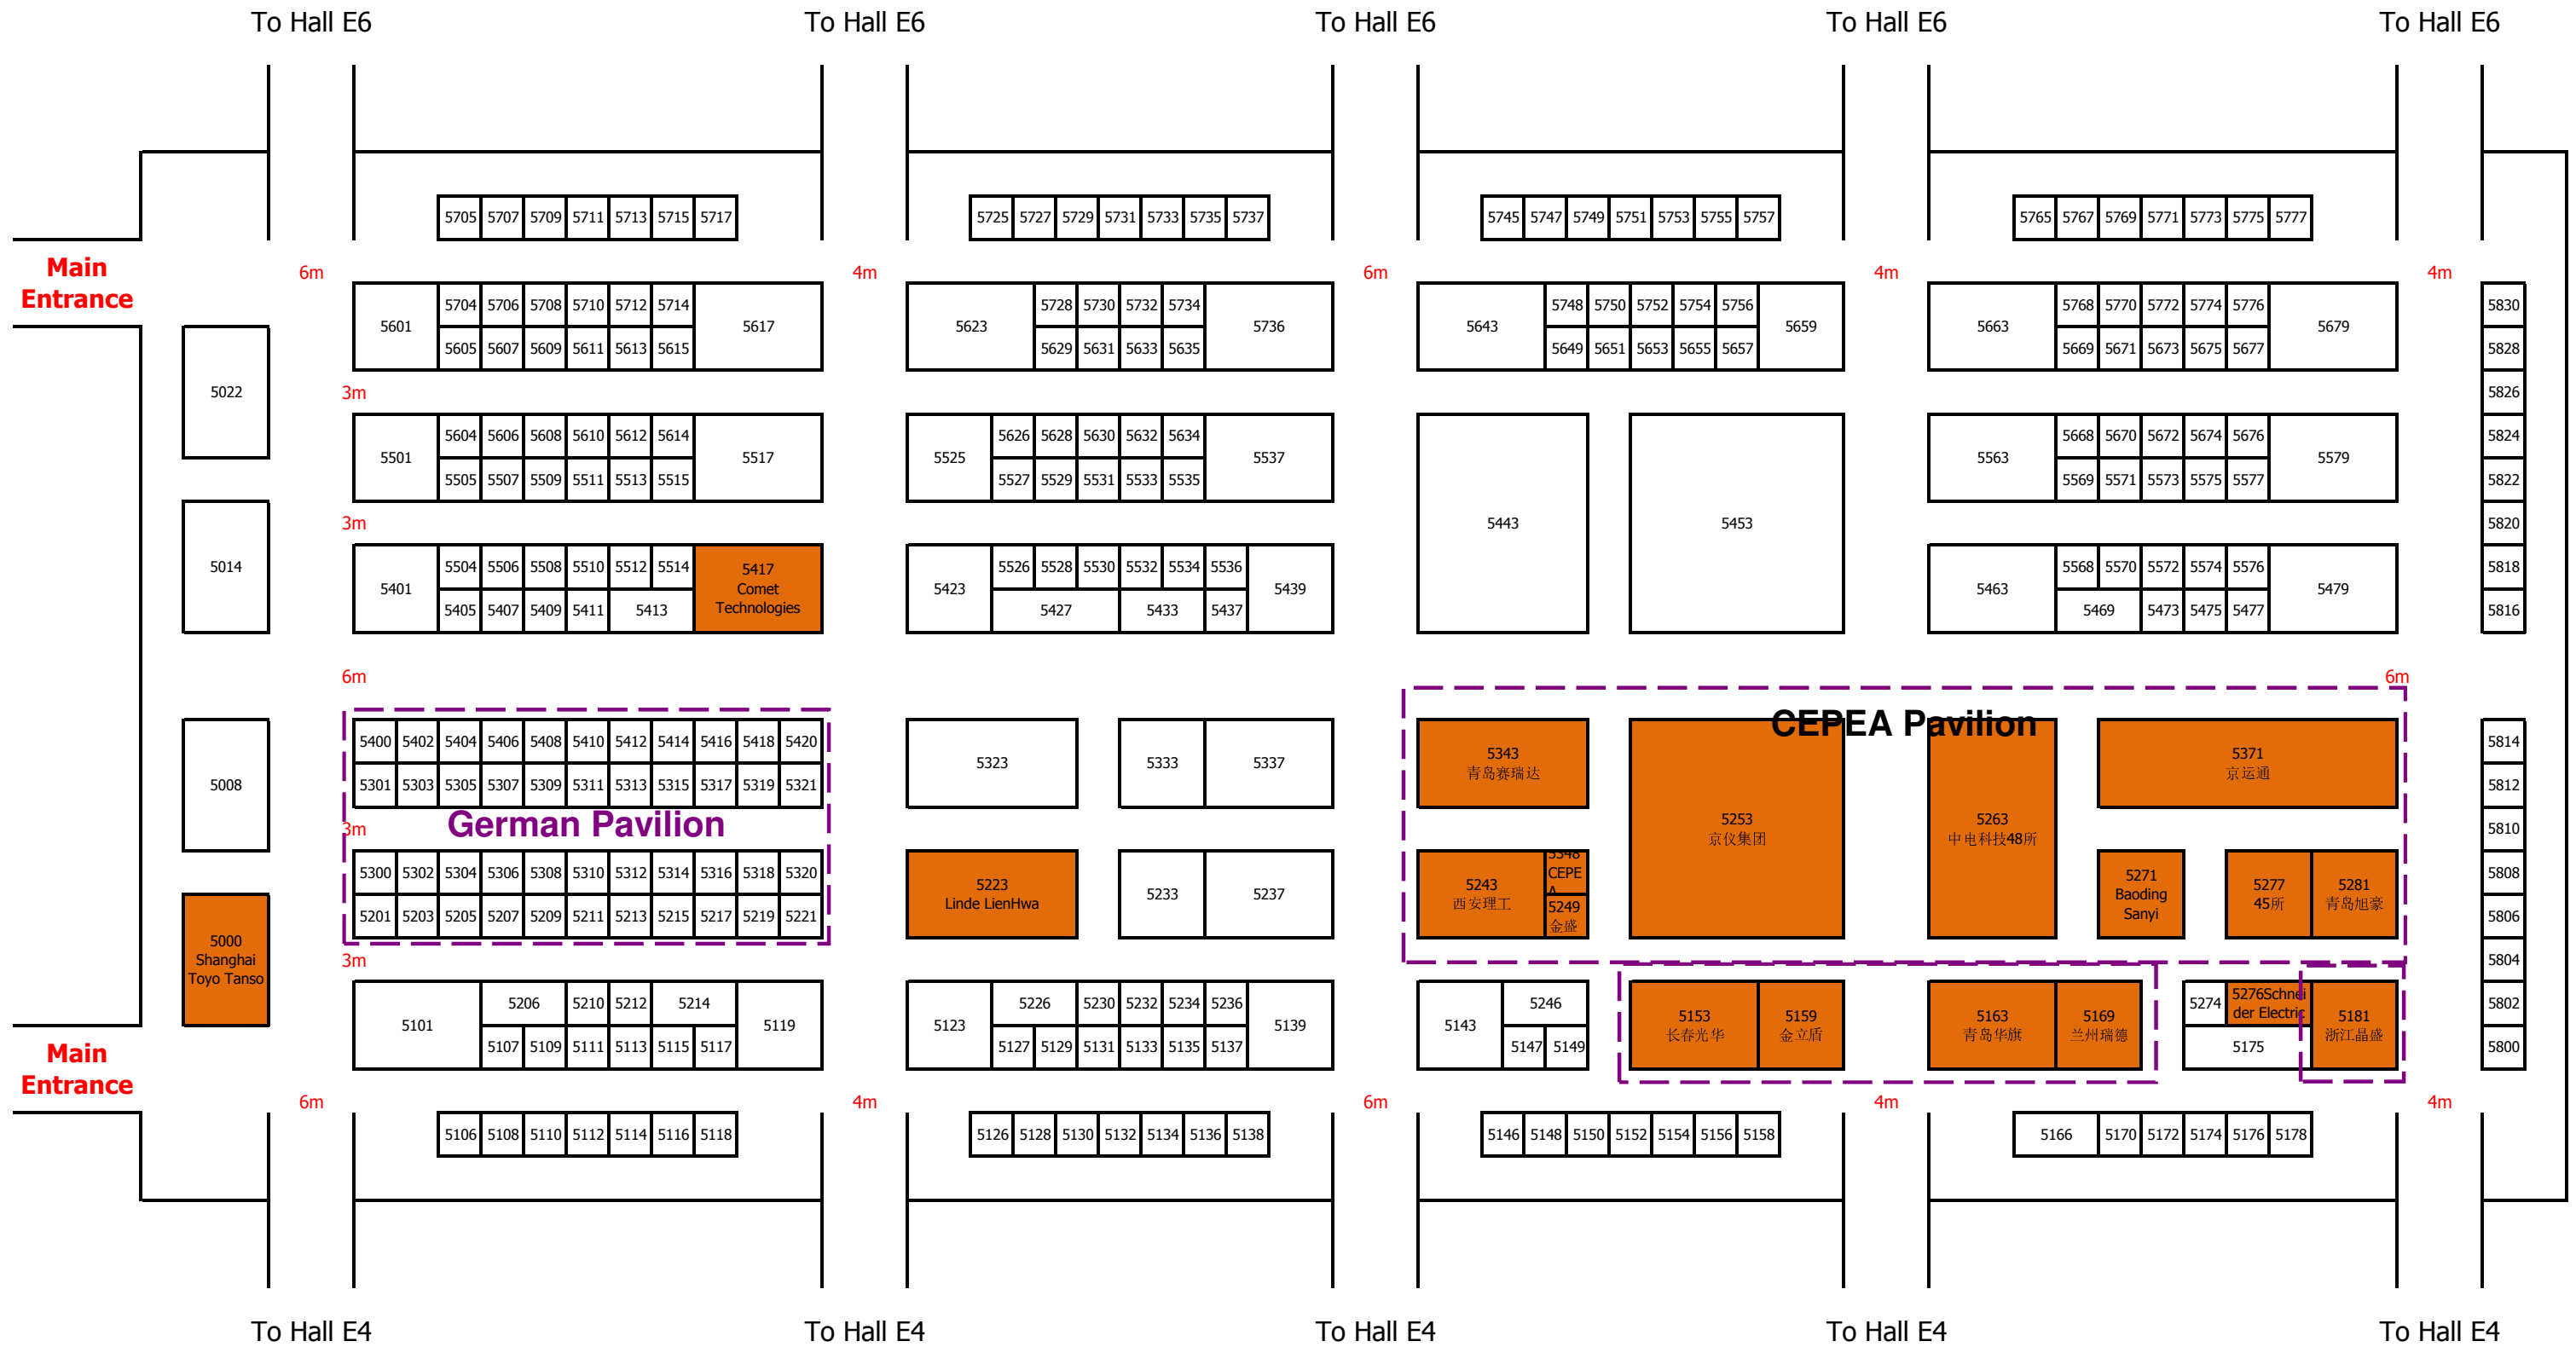 To Hall E6 To Hall E6 To Hall E6 To Hall E6 To Hall E6
5705 5707 5709 5711 5713 5715 5717 5725 5727 5729 5731 5733 5735 5737 5745 5747 5749 5751 5753 5755 5757 5765 5767 5769 5771 5773 5775 5777
Main
Entrance
6m 4m 6m 4m 4m
5704 5706 5708 5710 5712 5714 5728 5730 5732 5734 5748 5750 5752 5754 5756 5768 5770 5772 5774 5776 5830
5601 5617 5623 5736 5643 5659 5663 5679
5605 5607 5609 5611 5613 5615 5629 5631 5633 5635 5649 5651 5653 5655 5657 5669 5671 5673 5675 5677 5828
5022 3m 5826
5604 5606 5608 5610 5612 5614 5626 5628 5630 5632 5634 5668 5670 5672 5674 5676 5824
5501 5517 5525 5537 5563 5579
5505 5507 5509 5511 5513 5515 5527 5529 5531 5533 5535 5569 5571 5573 5575 5577 5822
3m 5443 5453 5820
5014 5504 5506 5508 5510 5512 5514 5526 5528 5530 5532 5534 5536 5568 5570 5572 5574 5576 5818
5401 5417
Comet
Technologies
5423 5439 5463 5479
5405 5407 5409 5411 5413 5427 5433 5437 5469 5473 5475 5477 5816
6m 6m
CEPEA Pavilion
5400 5402 5404 5406 5408 5410 5412 5414 5416 5418 5420 5814
5008 5323 5333 5337
5343
青岛赛瑞达
5371
京运通
5301 5303 5305 5307 5309 5311 5313 5315 5317 5319 5321 5812
3m German Pavilion
5253
京仪集团
5263
中电科技48所
5810
5300 5302 5304 5306 5308 5310 5312 5314 5316 5318 5320 5808
5223
Linde LienHwa
5233 5237
5243
西安理工
5348
CEPE
A
5249
金盛
5271
Baoding
Sanyi
5277
45所
5281
青岛旭豪
5201 5203 5205 5207 5209 5211 5213 5215 5217 5219 5221 5806
5000
Shanghai
Toyo Tanso
3m 5804
5206 5210 5212 5214 5226 5230 5232 5234 5236 5246 5274
5276Schnei
der Electric
5802
5101 5119 5123 5139 5143
5153
长春光华
5159
金立盾
5163
青岛华旗
5169
兰州瑞德
5181
浙江晶盛
5107 5109 5111 5113 5115 5117 5127 5129 5131 5133 5135 5137 5147 5149 5175 5800
Main
Entrance
6m 4m 6m 4m 4m
5106 5108 5110 5112 5114 5116 5118 5126 5128 5130 5132 5134 5136 5138 5146 5148 5150 5152 5154 5156 5158 5166 5170 5172 5174 5176 5178
To Hall E4 To Hall E4 To Hall E4 To Hall E4 To Hall E4